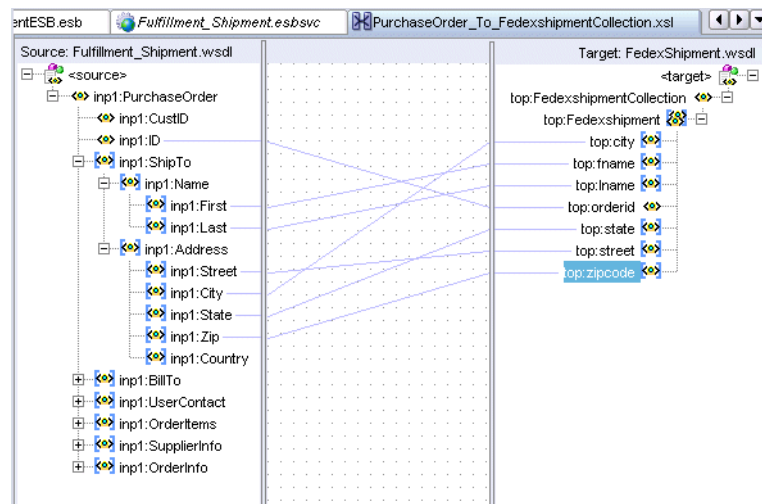 entESB.esb
Fulfillment_Shipment.esbsvc
PurchaseOrder_To_FedexshipmentCollection.xsl
Source: Fulfillment_Shipment.wsdl
Target: FedexShipment.wsdl
<source>
inp1:PurchaseOrder
inp1:CustID
inp1:ID
inp1:ShipTo
inp1:Name
inp1:First
inp1:Last
inp1:Address
inp1:Street
inp1:City
inp1:State
inp1:Zip
inp1:Country
inp1:BillTo
inp1:UserContact
inp1:OrderItems
inp1:SupplierInfo
inp1:OrderInfo
<target>
top:FedexshipmentCollection
top:Fedexshipment
top:city
top:fname
top:lname
top:orderid
top:state
top:street
top:zipcode